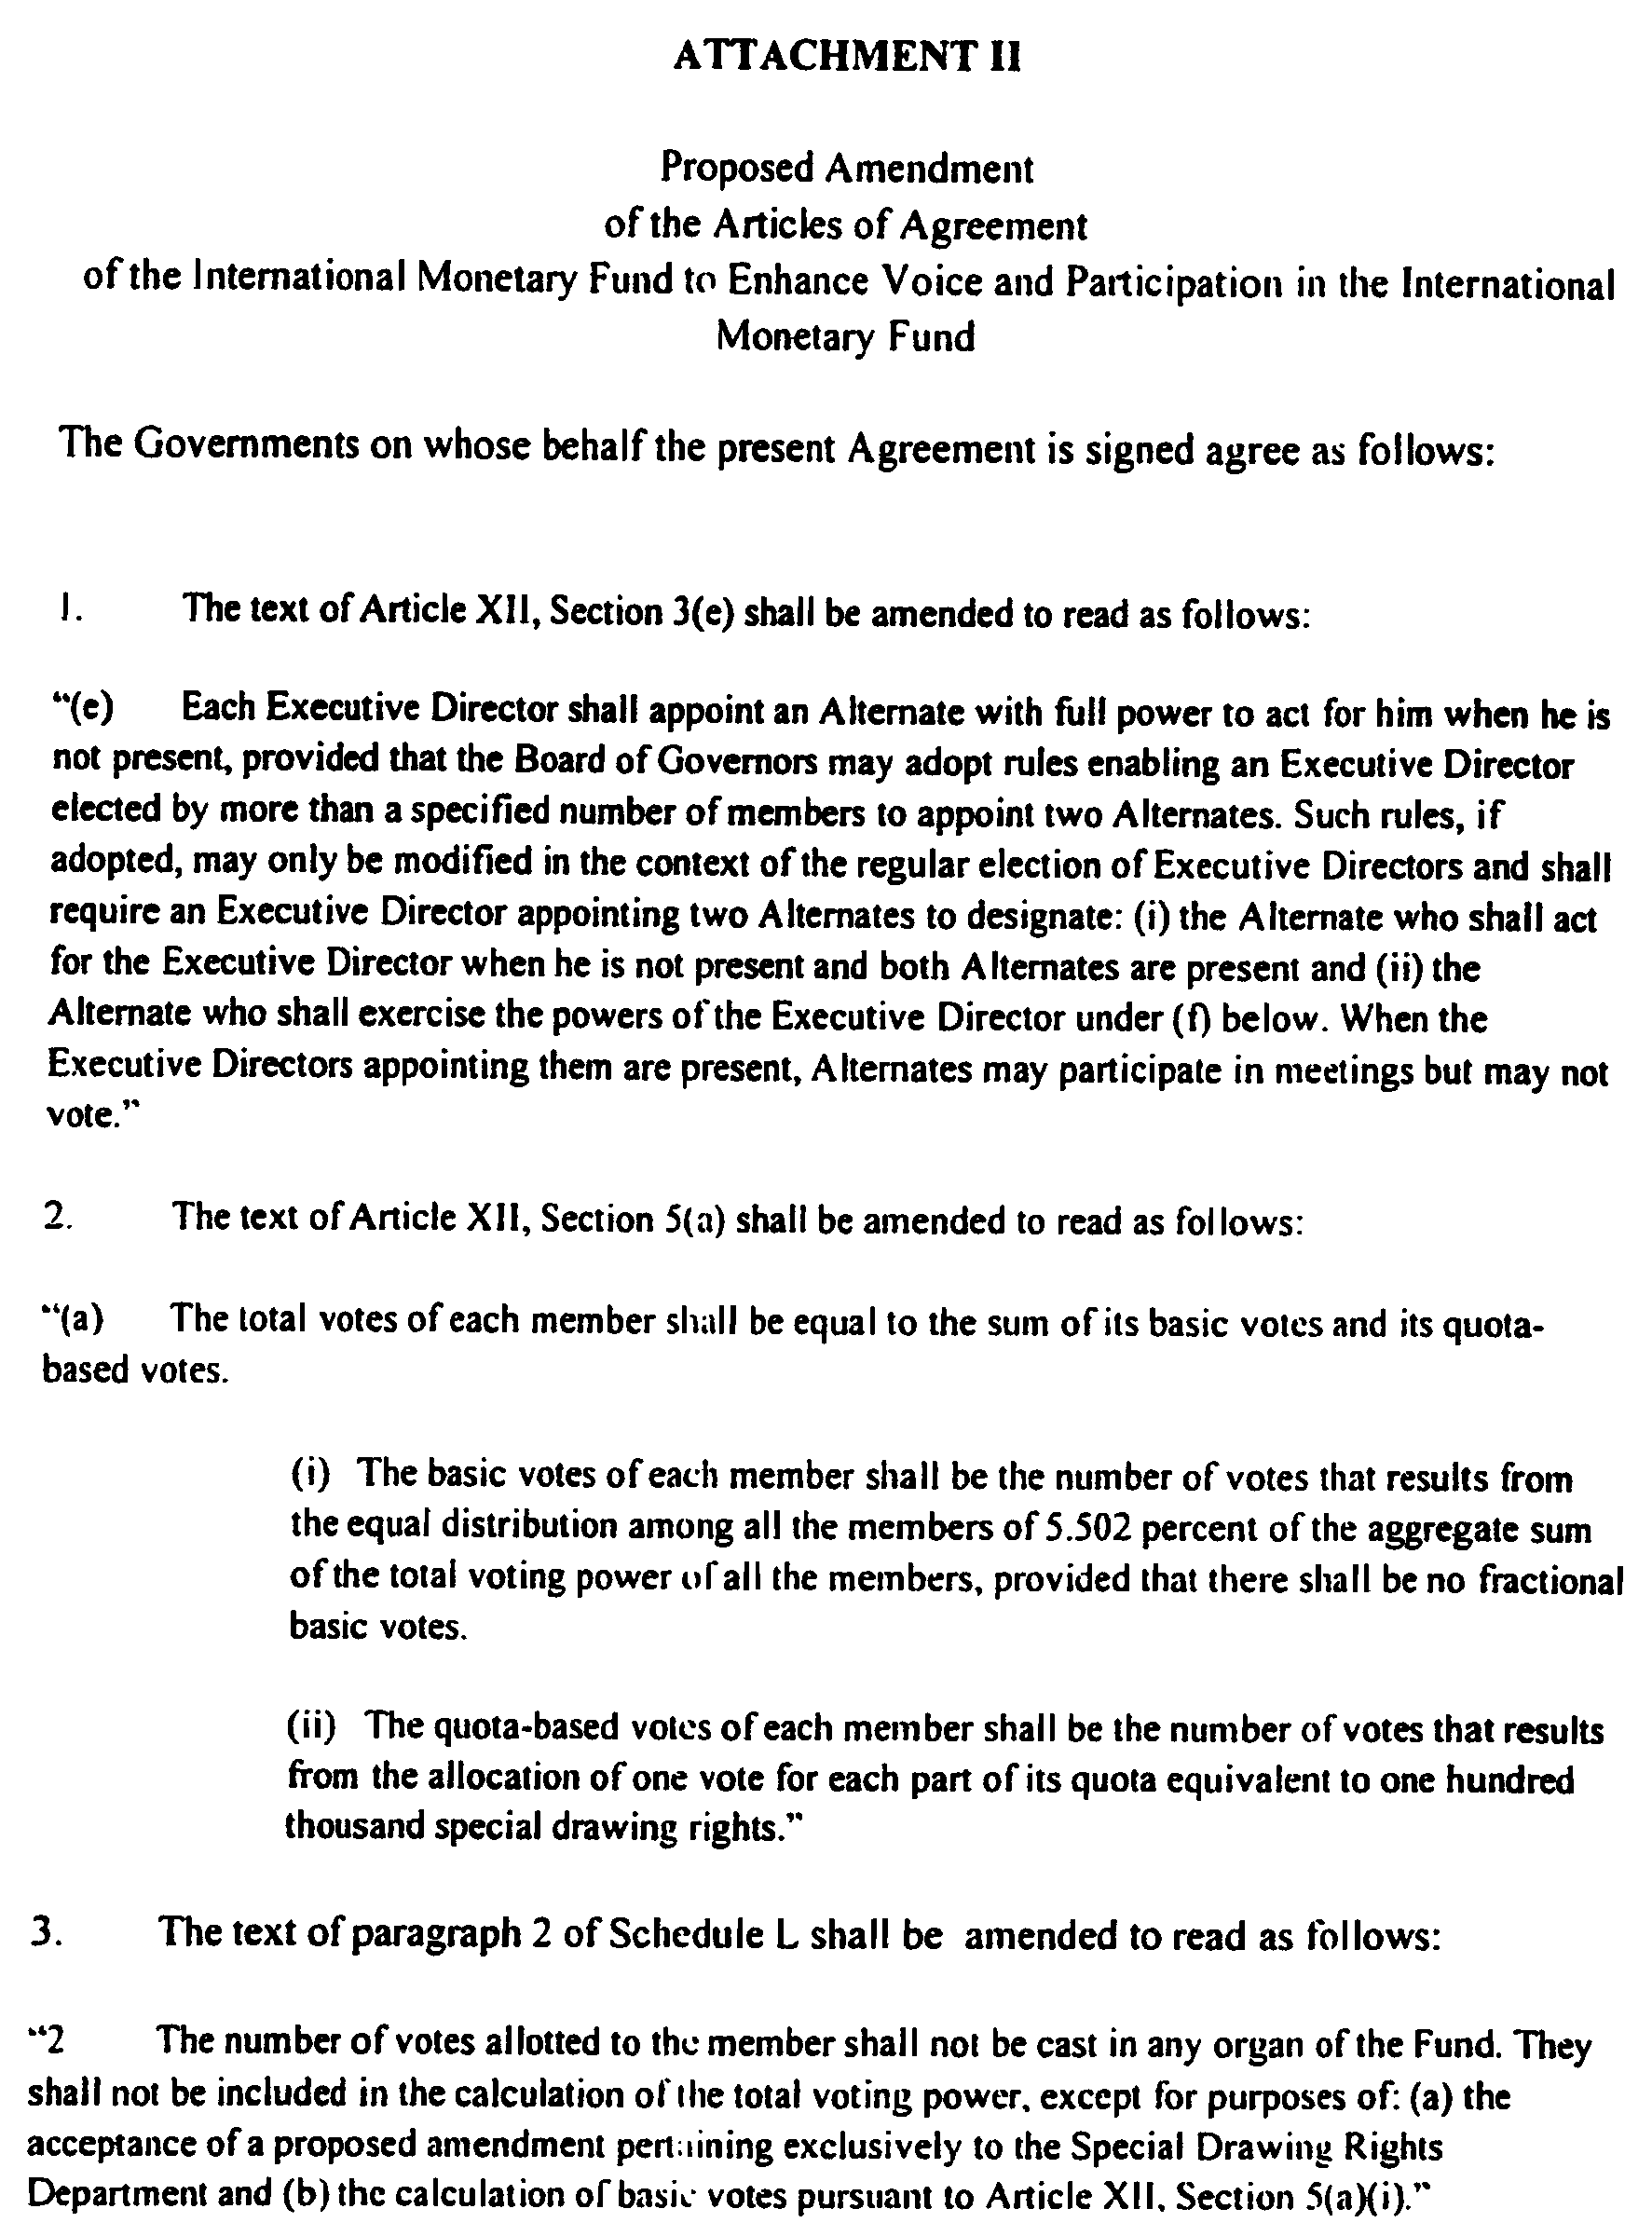 ATTACHMENT II
Proposed Amendment
of the Articles of Agreement
of the International Monetary Fund to Enhance Voice and Participation in the International
Monetary Fund
The Governments on whose behalf the present Agreement is signed agree as follows:
1. The text of Article XII, Section 3(e) shall be amended to read as follows:
“(e) Each Executive Director shall appoint an Alternate with full power to act for him when he is
not present, provided that the Board of Governors may adopt rules enabling an Executive Director
elected by more than a specified number of members to appoint two Alternates. Such rules, if
adopted, may only be modified in the context of the regular election of Executive Directors and shall
require an Executive Director appointing two Alternates to designate: (i) the Alternate who shall act
for the Executive Director when he is not present and both Alternates are present and (ii) the
Alternate who shall exercise the powers of the Executive Director under (f) below. When the
Executive Directors appointing them are present, Alternates may participate in meetings but may not
vote.”
2. The text of Article XII, Section 5(a) shall be amended to read as follows:
“(a) The total votes of each member shall be equal to the sum of its basic votes and its quota-
based votes.
(i) The basic votes of each member shall be the number of votes that results from
the equal distribution among all the members of 5.502 percent of the aggregate sum
of the total voting power of all the members, provided that there shall be no fractional
basic votes.
(ii) The quota-based votes of each member shall be the number of votes that results
from the allocation of one vote for each part of its quota equivalent to one hundred
thousand special drawing rights.”
3. The text of paragraph 2 of Schedule L shall be amended to read as follows:
“2 The number of votes allotted to the member shall not be cast in any organ of the Fund. They
shall not be included in the calculation of the total voting power, except for purposes of: (a) the
acceptance of a proposed amendment pertaining exclusively to the Special Drawing Rights
Department and (b) the calculation of basic votes pursuant to Article XII, Section 5(a)(i).”